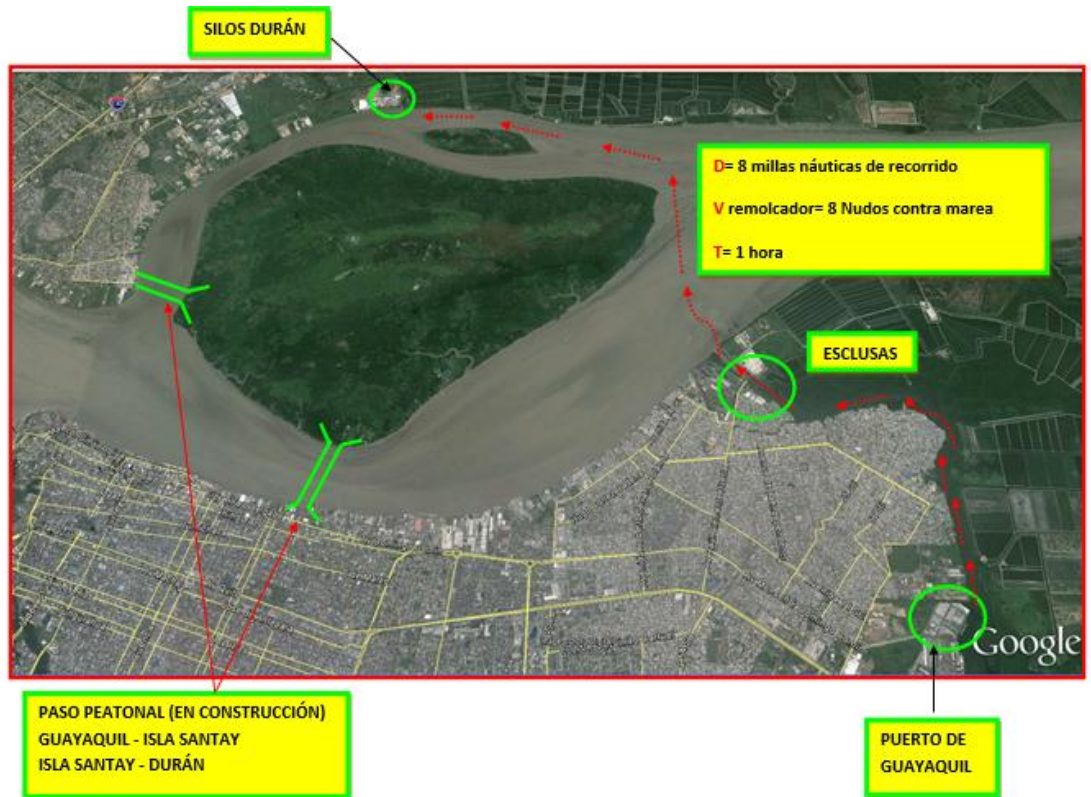 SILOS DURÁN
D= 8 millas náuticas de recorrido
V remolcador= 8 Nudos contra marea
T= 1 hora
ESCLUSAS
Google
PASO PEATONAL (EN CONSTRUCCIÓN)
GUAYAQUIL - ISLA SANTAY
ISLA SANTAY - DURÁN
PUERTO DE
GUAYAQUIL